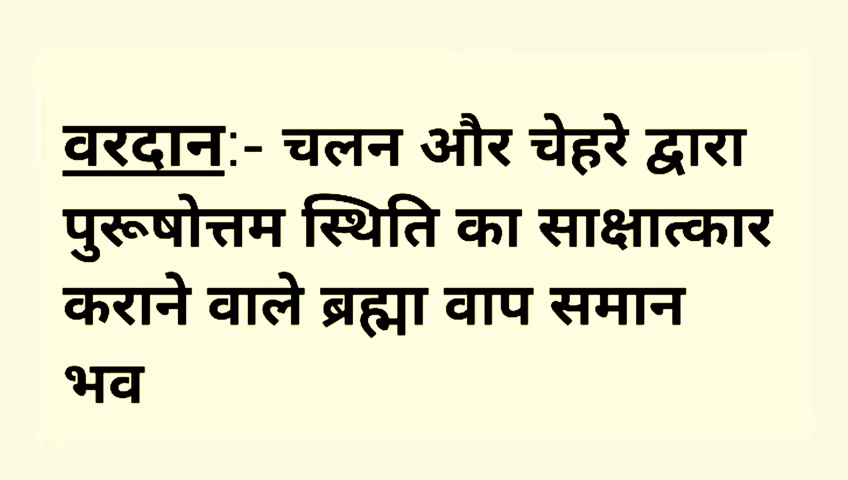 वरदान:- चलन और चेहरे द्वारा
पुरूषोत्तम स्थिति का साक्षात्कार
कराने वाले ब्रह्मा वाप समान
भव